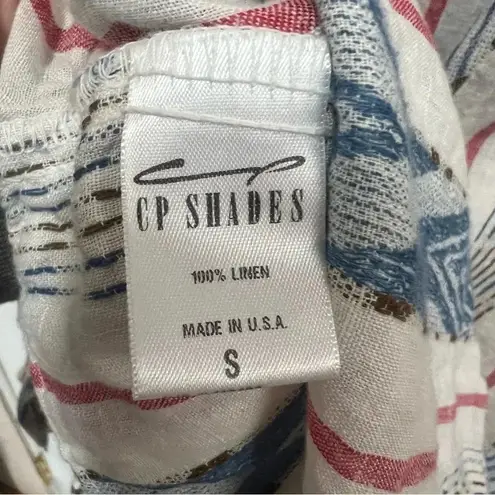 CP SHADES
100% LINEN
MADE IN U.S.A.
S